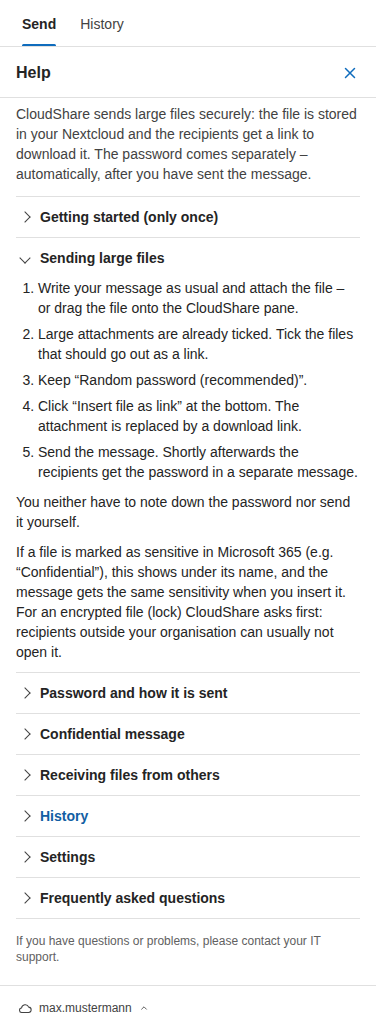 Send
History
Help
CloudShare sends large files securely: the file is stored
in your Nextcloud and the recipients get a link to
download it. The password comes separately –
automatically, after you have sent the message.
Getting started (only once)
Sending large files
1. Write your message as usual and attach the file –
or drag the file onto the CloudShare pane.
2. Large attachments are already ticked. Tick the files
that should go out as a link.
3. Keep “Random password (recommended)”.
4. Click “Insert file as link” at the bottom. The
attachment is replaced by a download link.
5. Send the message. Shortly afterwards the
recipients get the password in a separate message.
You neither have to note down the password nor send
it yourself.
If a file is marked as sensitive in Microsoft 365 (e.g.
“Confidential”), this shows under its name, and the
message gets the same sensitivity when you insert it.
For an encrypted file (lock) CloudShare asks first:
recipients outside your organisation can usually not
open it.
Password and how it is sent
Confidential message
Receiving files from others
History
Settings
Frequently asked questions
If you have questions or problems, please contact your IT
support.
max.mustermann